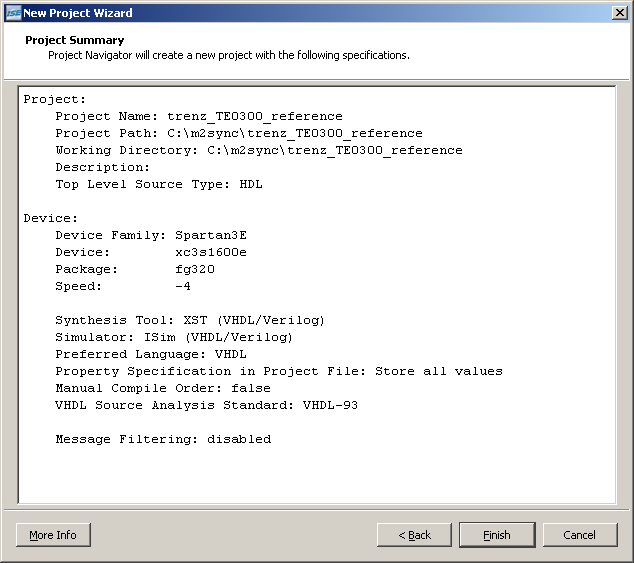 ISE New Project Wizard
Project Summary
Project Navigator will create a new project with the following specifications.
Project:
Project Name: trenz_TE0300_reference
Project Path: C:\m2sync\trenz_TE0300_reference
Working Directory: C:\m2sync\trenz_TE0300_reference
Description:
Top Level Source Type: HDL
Device:
Device Family: Spartan3E
Device: xc3s1600e
Package: fg320
Speed: -4
Synthesis Tool: XST (VHDL/Verilog)
Simulator: ISim (VHDL/Verilog)
Preferred Language: VHDL
Property Specification in Project File: Store all values
Manual Compile Order: false
VHDL Source Analysis Standard: VHDL-93
Message Filtering: disabled
More Info
< Back
Finish
Cancel